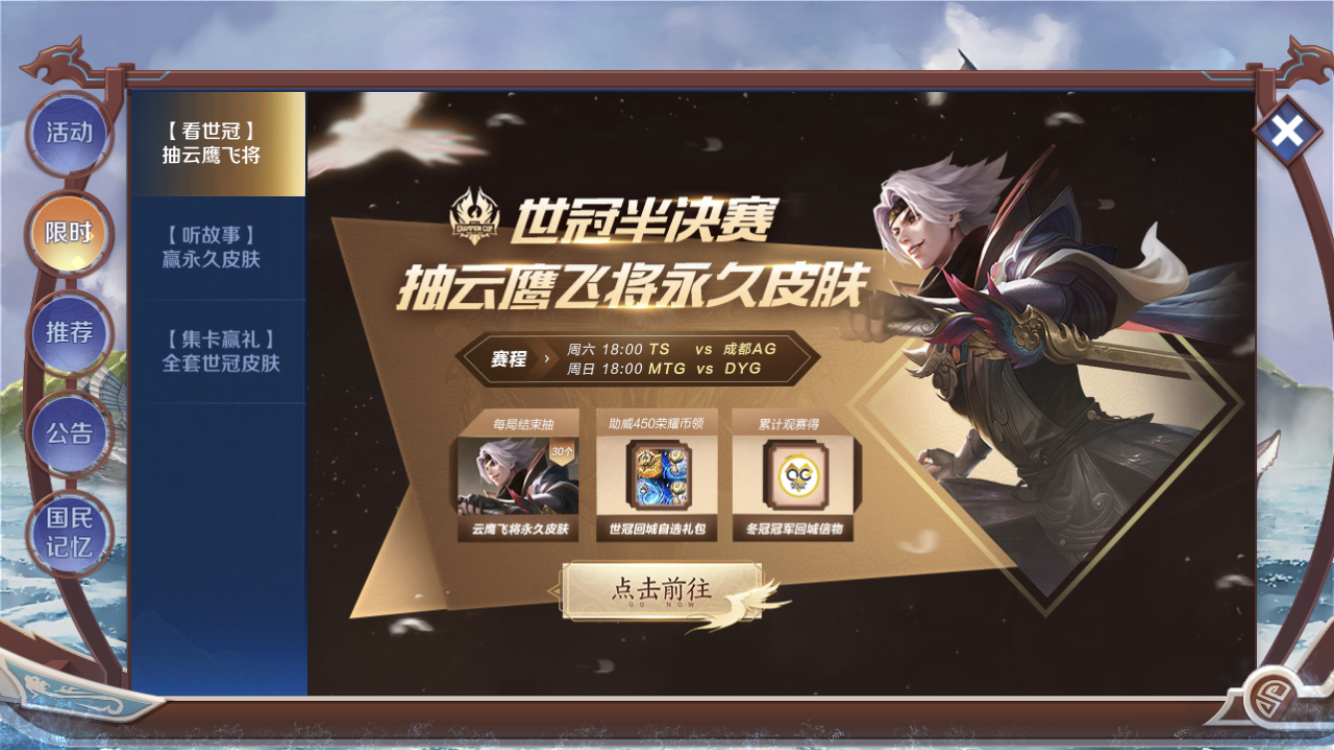 活动
限时
推荐
公告
国民
记忆
【看世冠】
抽云鹰飞将
【听故事】
赢永久皮肤
【集卡赢礼】
全套世冠皮肤
CHAMPION CUP
世冠半决赛
抽云鹰飞将永久皮肤
赛程 > 周六 18:00 TS vs 成都AG
周日 18:00 MTG vs DYG
每局结束抽
30个
云鹰飞将永久皮肤
助威450荣耀币领
世冠回城自选礼包
累计观赛得
冬冠冠军回城信物
点击前往
GO NOW